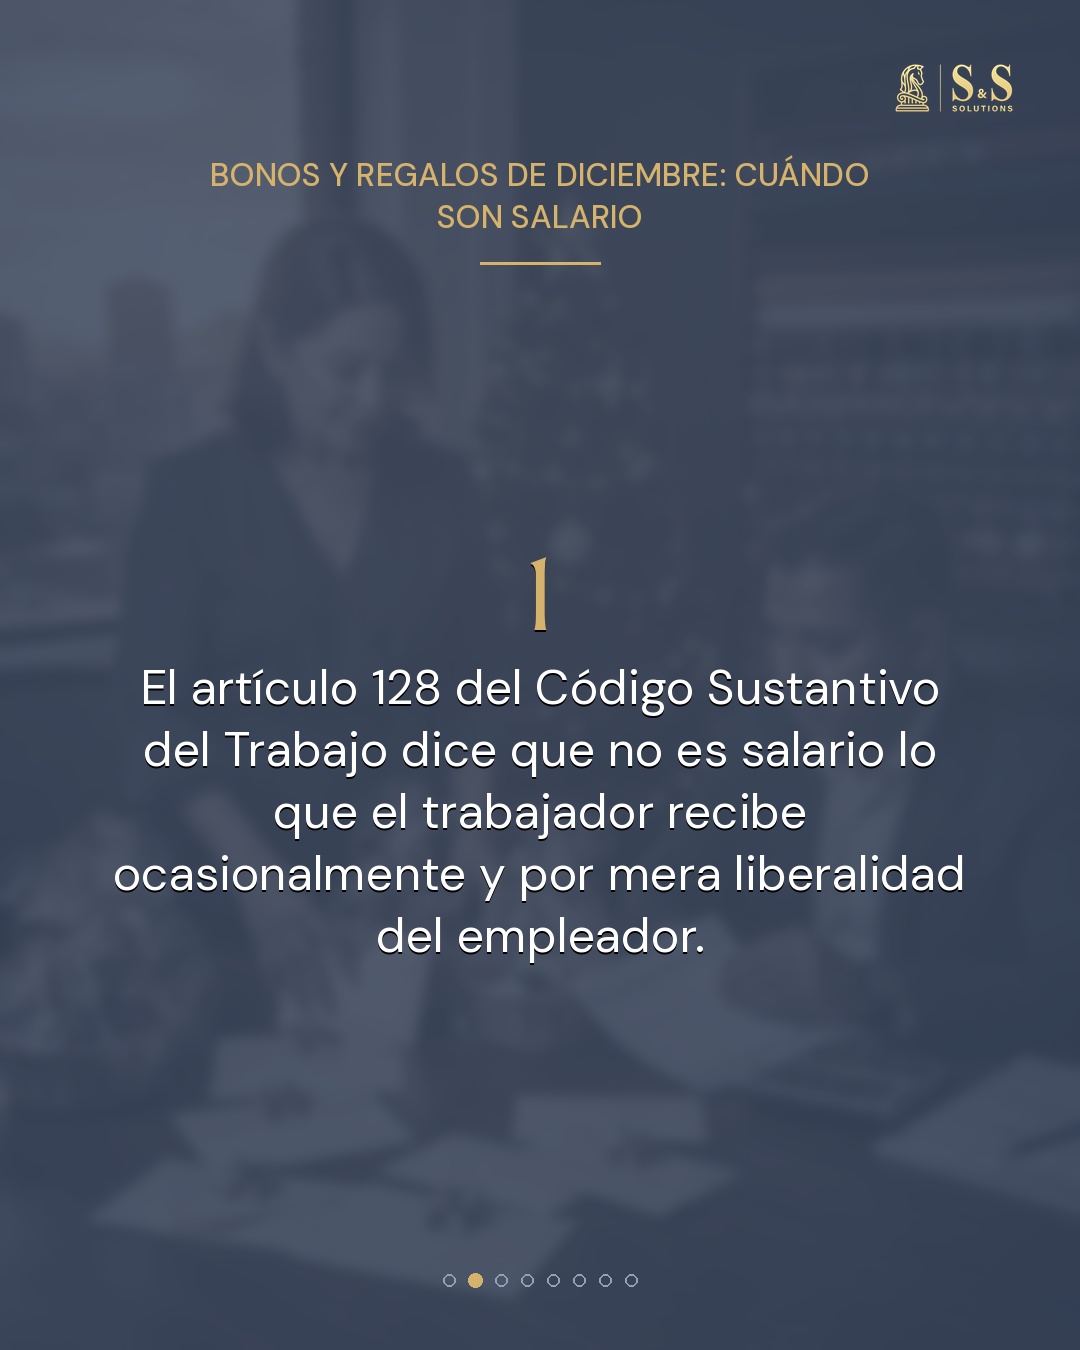 S&S
SOLUTIONS
BONOS Y REGALOS DE DICIEMBRE: CUÁNDO
SON SALARIO
1
El artículo 128 del Código Sustantivo
del Trabajo dice que no es salario lo
que el trabajador recibe
ocasionalmente y por mera liberalidad
del empleador.